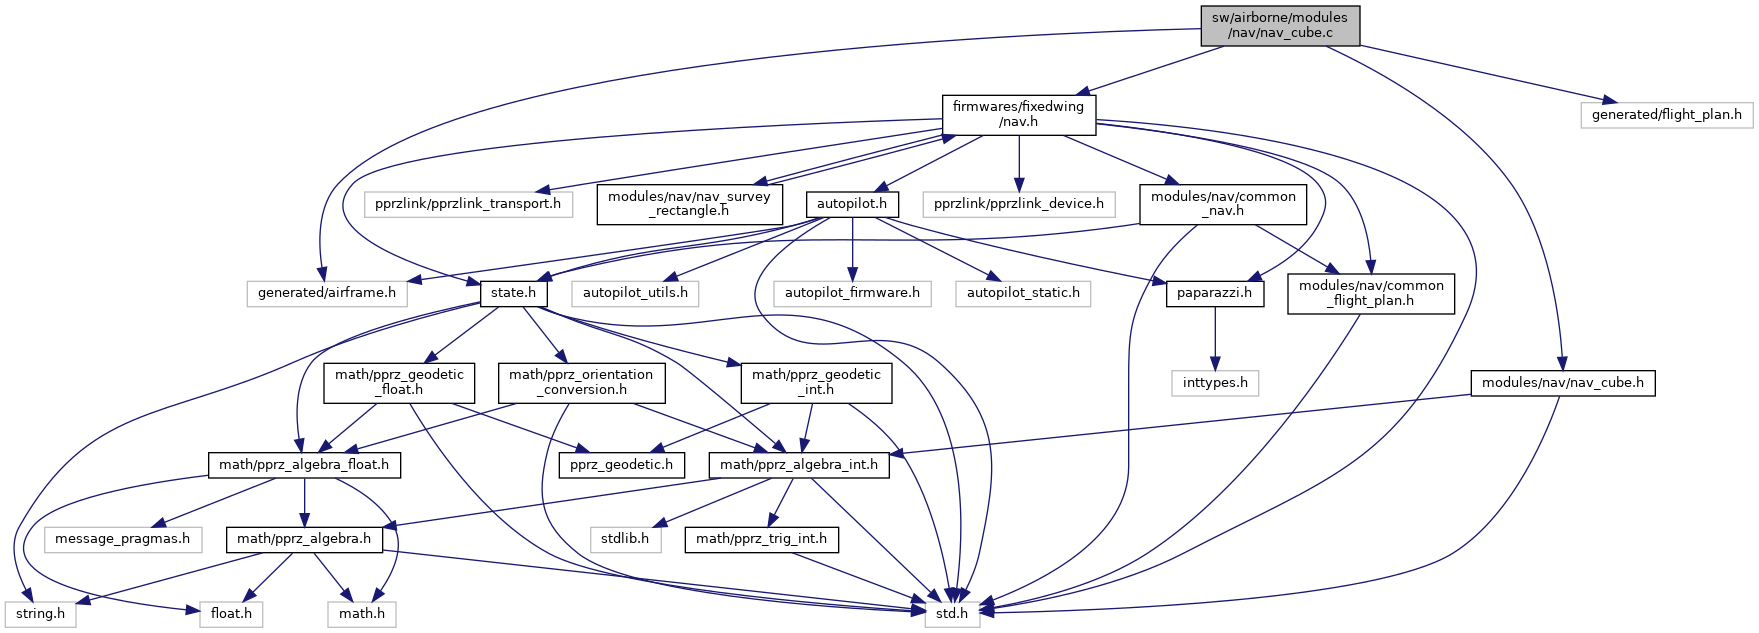 sw/airborne/modules
/nav/nav_cube.c
firmwares/fixedwing
/nav.h
generated/flight_plan.h
pprzlink/pprzlink_transport.h
modules/nav/nav_survey
_rectangle.h
autopilot.h
pprzlink/pprzlink_device.h
modules/nav/common
_nav.h
generated/airframe.h
state.h
autopilot_utils.h
autopilot_firmware.h
autopilot_static.h
paparazzi.h
modules/nav/common
_flight_plan.h
math/pprz_geodetic
_float.h
math/pprz_orientation
_conversion.h
math/pprz_geodetic
_int.h
inttypes.h
modules/nav/nav_cube.h
math/pprz_algebra_float.h
pprz_geodetic.h
math/pprz_algebra_int.h
message_pragmas.h
math/pprz_algebra.h
stdlib.h
math/pprz_trig_int.h
string.h
float.h
math.h
std.h